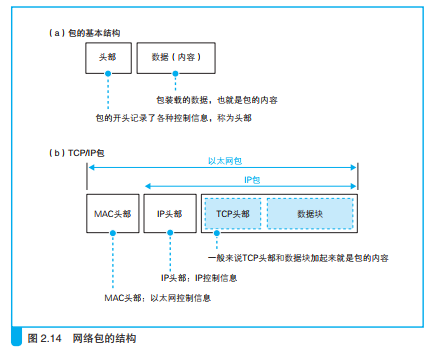 (a)包的基本结构
头部
数据(内容)
包装载的数据,也就是包的内容
包的开头记录了各种控制信息,称为头部
(b)TCP/IP包
以太网包
IP包
MAC头部
IP头部
TCP头部
数据块
一般来说TCP头部和数据块加起来就是包的内容
IP头部:IP控制信息
MAC头部:以太网控制信息
图 2.14 网络包的结构